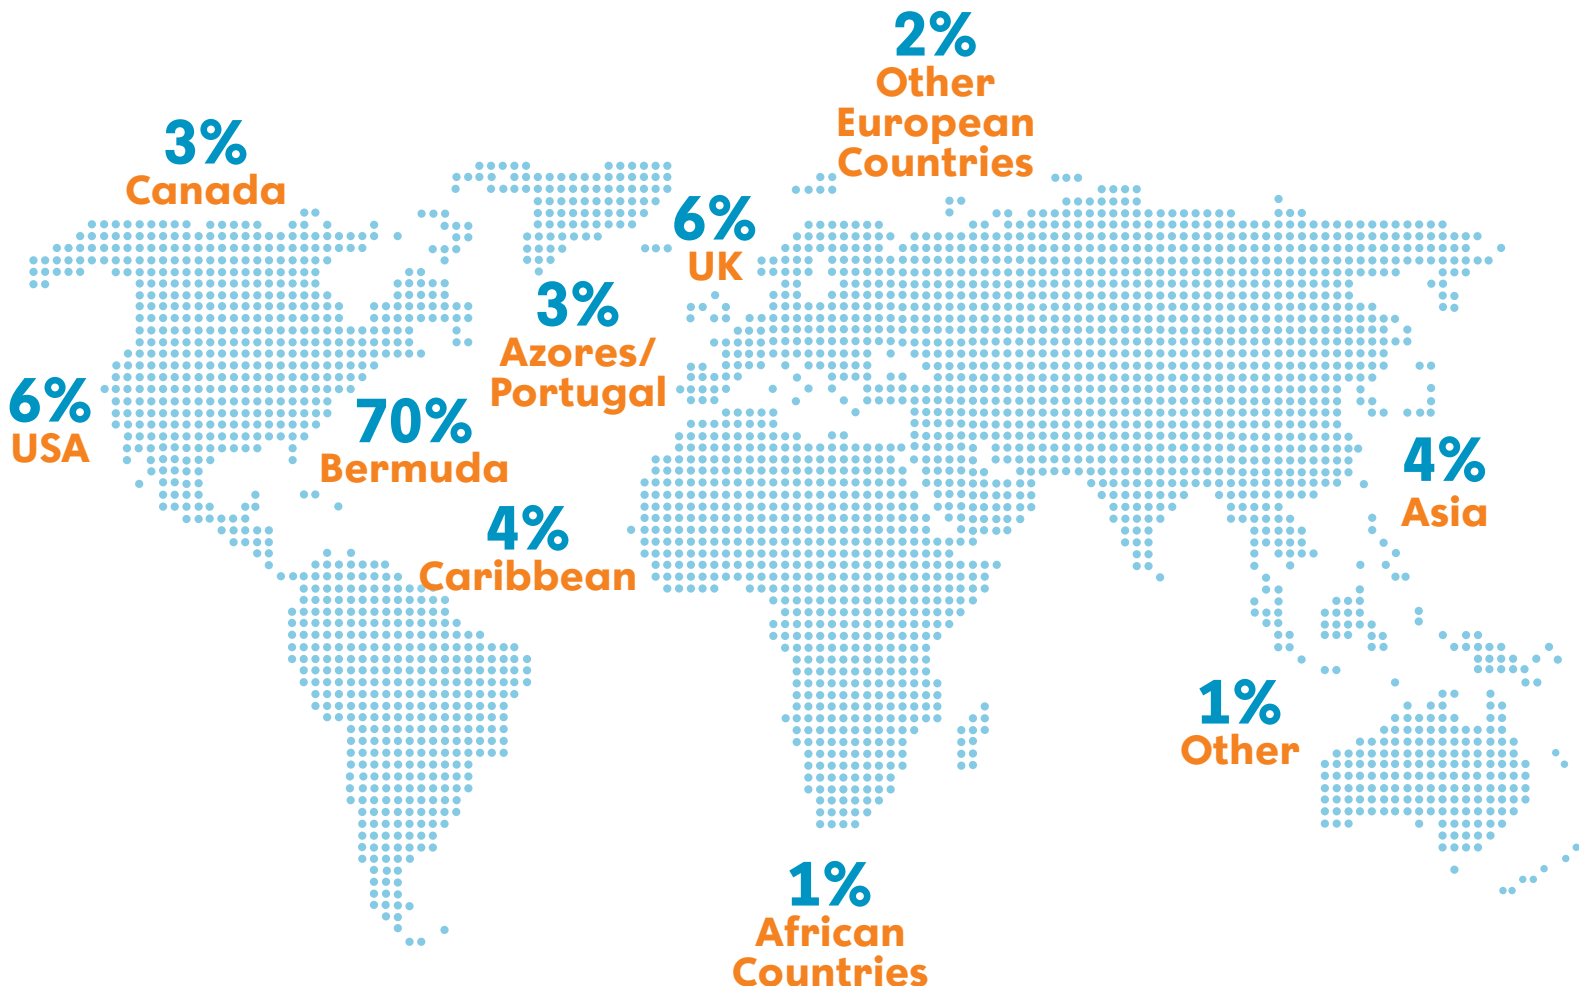 2%
Other
European
Countries
3%
Canada
6%
UK
3%
Azores/
Portugal
6%
USA
70%
Bermuda
4%
Asia
4%
Caribbean
1%
Other
1%
African
Countries